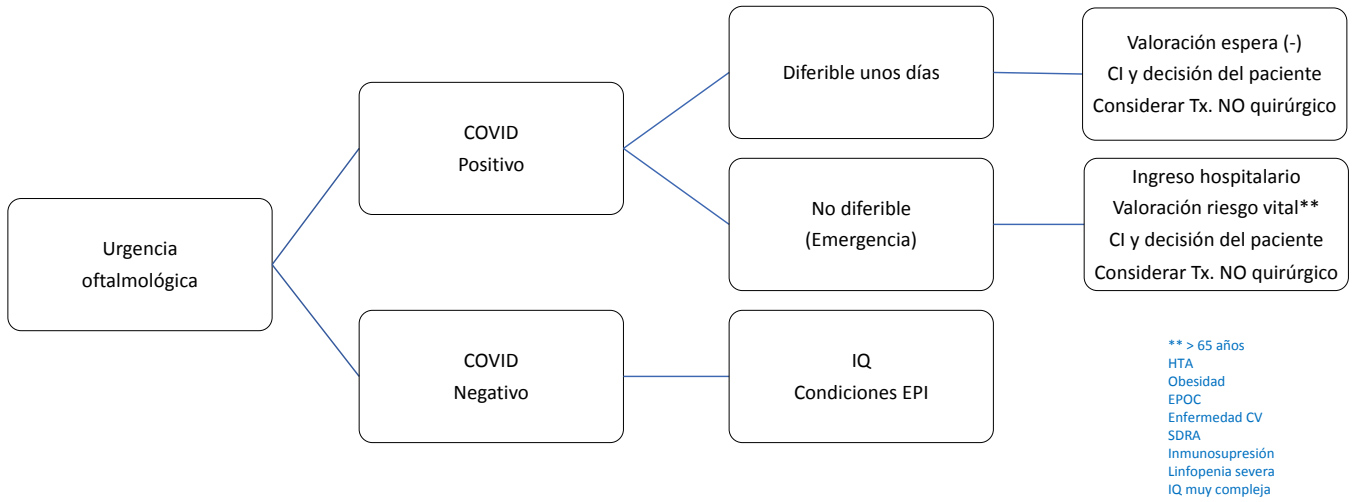 Urgencia
oftalmológica
COVID
Positivo
Diferible unos días
Valoración espera (-)
CI y decisión del paciente
Considerar Tx. NO quirúrgico
No diferible
(Emergencia)
Ingreso hospitalario
Valoración riesgo vital**
CI y decisión del paciente
Considerar Tx. NO quirúrgico
COVID
Negativo
IQ
Condiciones EPI
** > 65 años
HTA
Obesidad
EPOC
Enfermedad CV
SDRA
Inmunosupresión
Linfopenia severa
IQ muy compleja